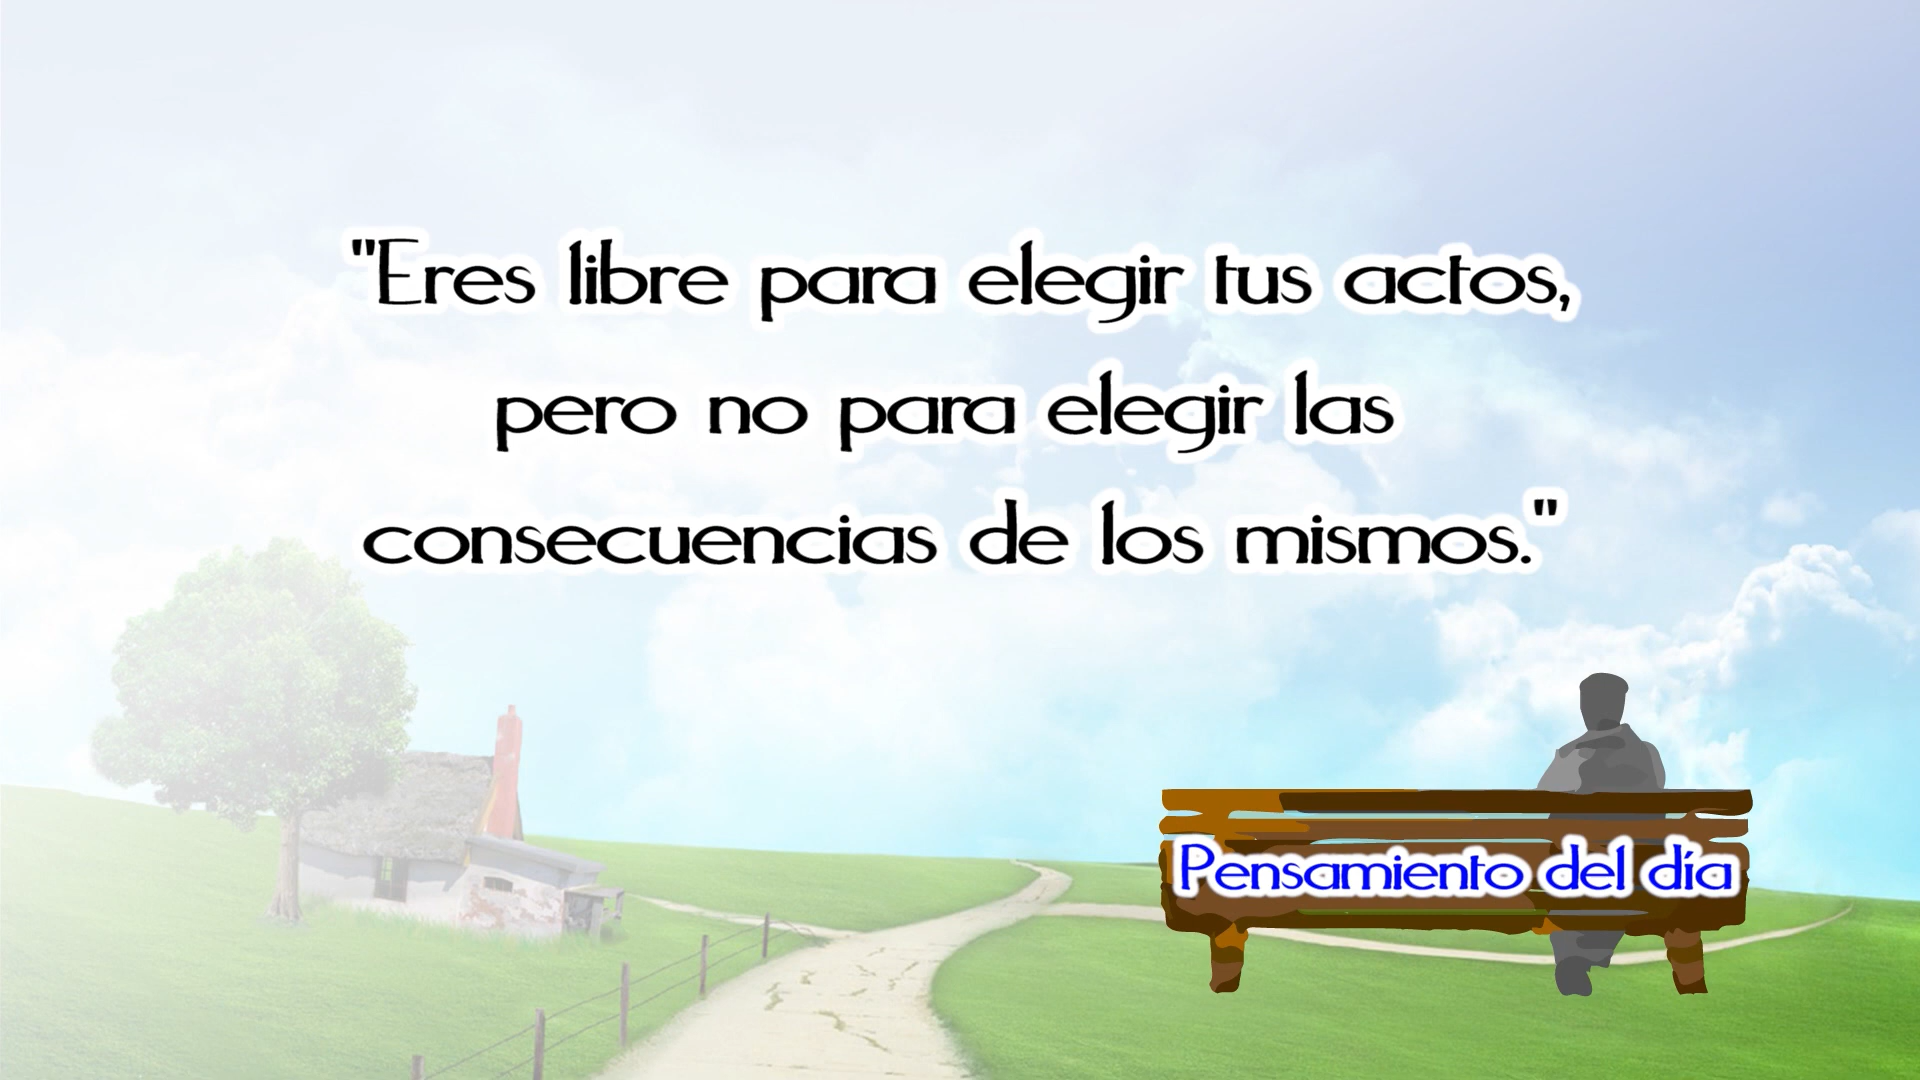 "Eres libre para elegir tus actos,
pero no para elegir las
consecuencias de los mismos."
Pensamiento del día